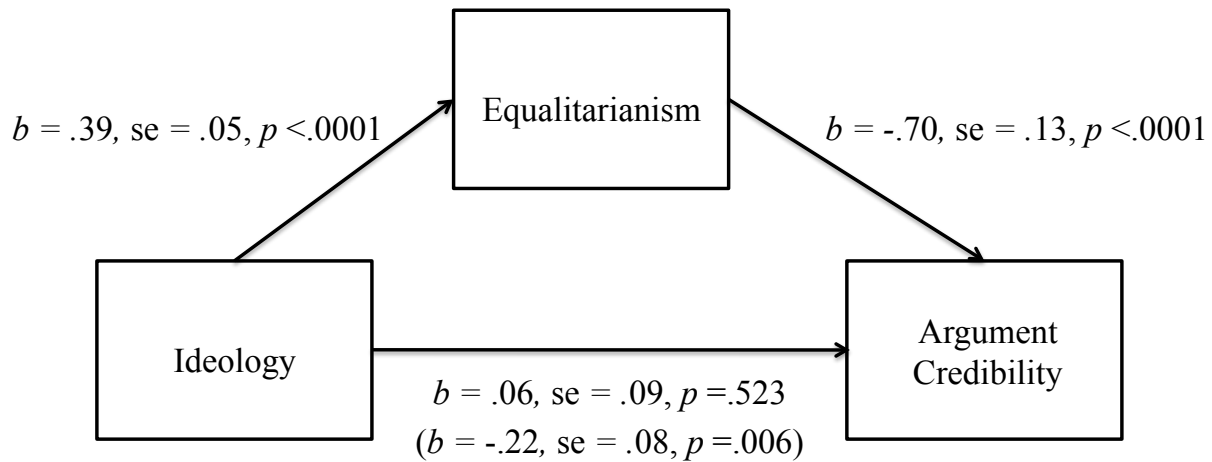 Equalitarianism
b = .39, se = .05, p <.0001
b = -.70, se = .13, p <.0001
Ideology
Argument
Credibility
b = .06, se = .09, p =.523
(b = -.22, se = .08, p =.006)